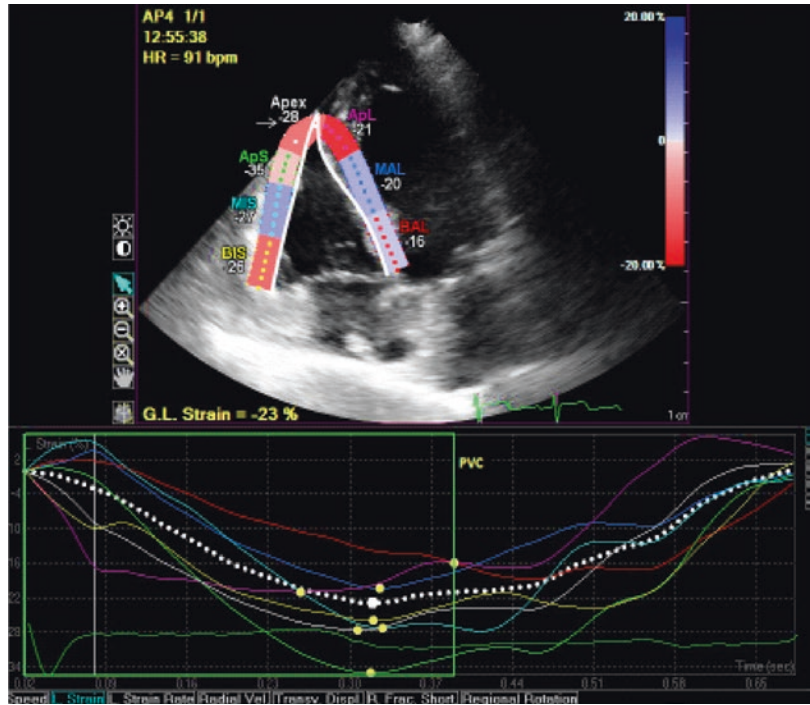 AP4 1/1
12:55:38
HR = 91 bpm
20.00%
0
-20.00%
Apex
-28
ApL
-21
ApS
-35
MAL
-20
MIS
-27
BAL
-16
BIS
-26
G.L. Strain = -23 %
1 cm
Strain (%)
PVC
2
-4
-10
-16
-22
-28
-34
Time (sec)
0.02
0.09
0.16
0.23
0.30
0.37
0.44
0.51
0.58
0.65
Speed L. Strain L. Strain Rate Radial Vel. Transv. Displ R. Frac. Short Regional Rotation